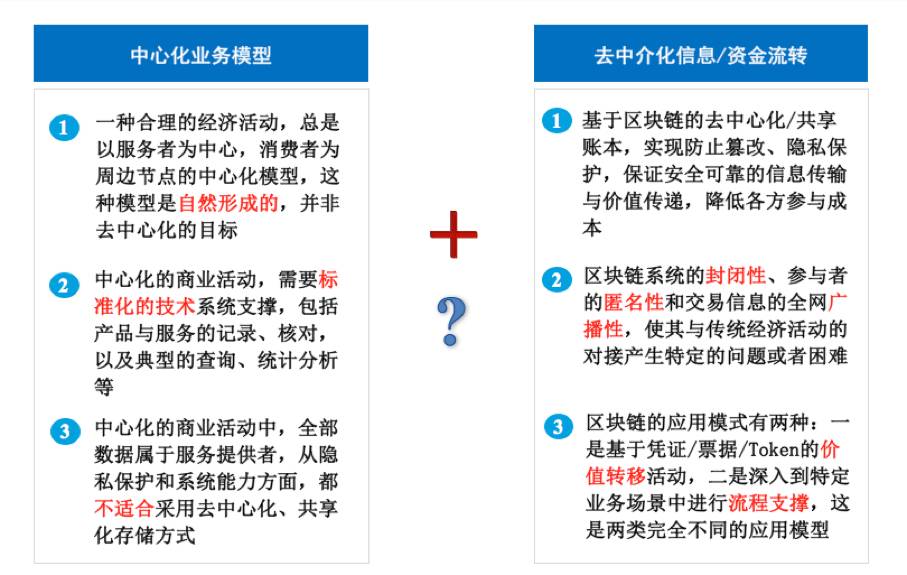 中心化业务模型
1
一种合理的经济活动，总是
以服务者为中心，消费者为
周边节点的中心化模型，这
种模型是自然形成的，并非
去中心化的目标
2
中心化的商业活动，需要标
准化的技术系统支撑，包括
产品与服务的记录、核对，
以及典型的查询、统计分析
等
3
中心化的商业活动中，全部
数据属于服务提供者，从隐
私保护和系统能力方面，都
不适合采用去中心化、共享
化存储方式
+
?
去中介化信息/资金流转
1
基于区块链的去中心化/共享
账本，实现防止篡改、隐私保
护，保证安全可靠的信息传输
与价值传递，降低各方参与成
本
2
区块链系统的封闭性、参与者
的匿名性和交易信息的全网广
播性，使其与传统经济活动的
对接产生特定的问题或者困难
3
区块链的应用模式有两种：一
是基于凭证/票据/Token的价
值转移活动，二是深入到特定
业务场景中进行流程支撑，这
是两类完全不同的应用模型